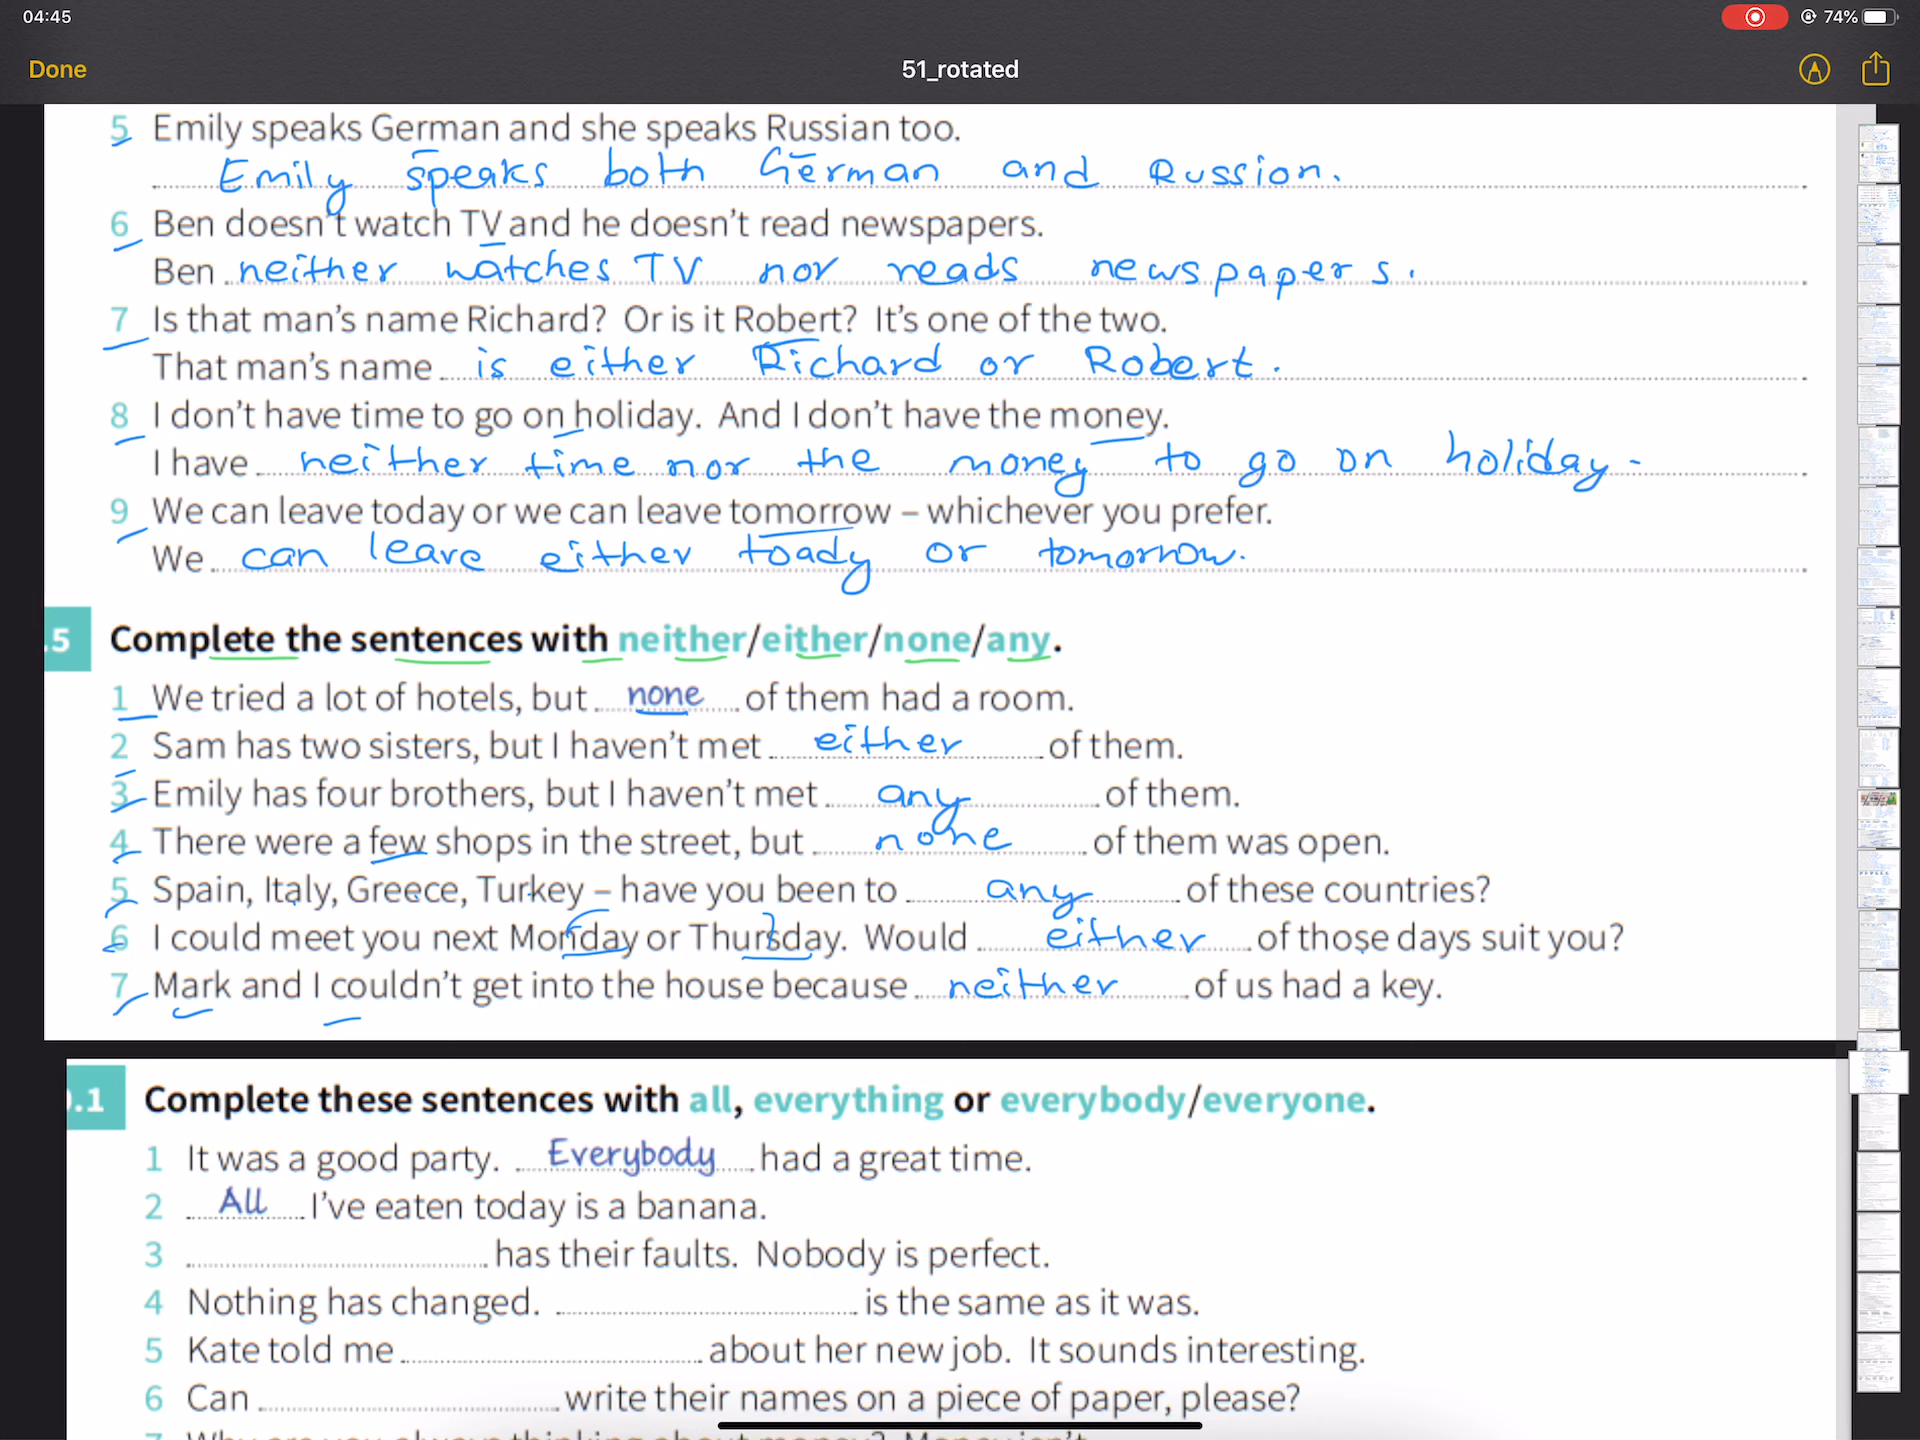 04:45
74%
Done
51_rotated
5 Emily speaks German and she speaks Russian too.
Emily speaks both German and Russion.
6 Ben doesn't watch TV and he doesn't read newspapers.
Ben neither watches TV nor reads newspapers.
7 Is that man's name Richard? Or is it Robert? It's one of the two.
That man's name is either Richard or Robert.
8 I don't have time to go on holiday. And I don't have the money.
I have neither time nor the money to go on holiday.
9 We can leave today or we can leave tomorrow – whichever you prefer.
We can leave either toady or tomorrow.
.5 Complete the sentences with neither/either/none/any.
1 We tried a lot of hotels, but none of them had a room.
2 Sam has two sisters, but I haven't met either of them.
3 Emily has four brothers, but I haven't met any of them.
4 There were a few shops in the street, but none of them was open.
5 Spain, Italy, Greece, Turkey – have you been to any of these countries?
6 I could meet you next Monday or Thursday. Would either of those days suit you?
7 Mark and I couldn't get into the house because neither of us had a key.
.1 Complete these sentences with all, everything or everybody/everyone.
1 It was a good party. Everybody had a great time.
2 All I've eaten today is a banana.
3 has their faults. Nobody is perfect.
4 Nothing has changed. is the same as it was.
5 Kate told me about her new job. It sounds interesting.
6 Can write their names on a piece of paper, please?
7 Why are you always thinking about money? Money isn't